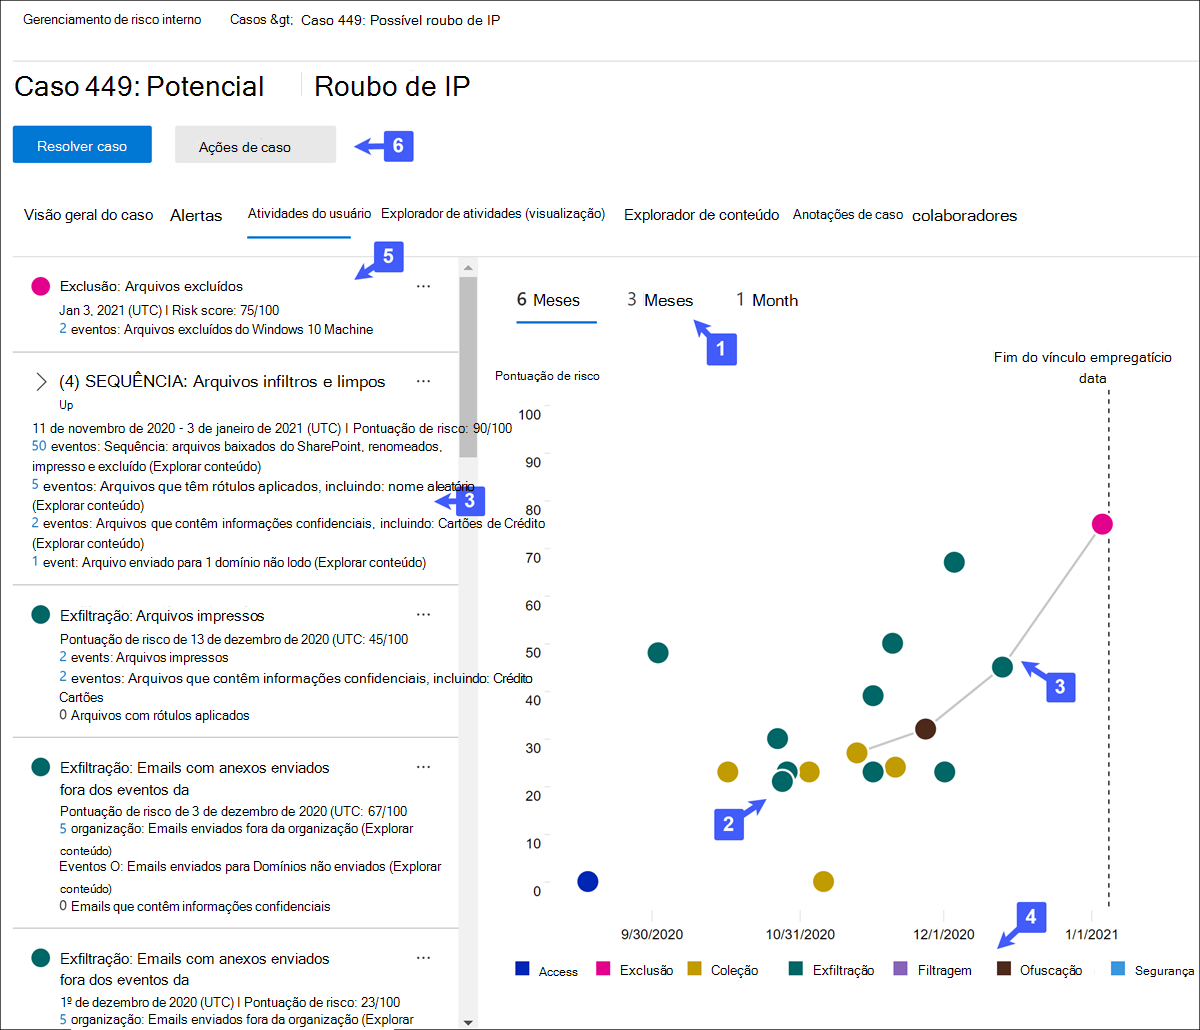 Gerenciamento de risco interno
Casos &gt; Caso 449: Possível roubo de IP
Caso 449: Potencial
Roubo de IP
Resolver caso
Ações de caso
6
Visão geral do caso
Alertas
Atividades do usuário
Explorador de atividades (visualização)
Explorador de conteúdo
Anotações de caso
colaboradores
5
Exclusão: Arquivos excluídos
...
Jan 3, 2021 (UTC) | Risk score: 75/100
2 eventos: Arquivos excluídos do Windows 10 Machine
(4) SEQUÊNCIA: Arquivos infiltros e limpos
...
Up
11 de novembro de 2020 - 3 de janeiro de 2021 (UTC) | Pontuação de risco: 90/100
50 eventos: Sequência: arquivos baixados do SharePoint, renomeados,
impresso e excluído (Explorar conteúdo)
5 eventos: Arquivos que têm rótulos aplicados, incluindo: nome aleatório
(Explorar conteúdo)
3
2 eventos: Arquivos que contêm informações confidenciais, incluindo: Cartões de Crédito
(Explorar conteúdo)
1 event: Arquivo enviado para 1 domínio não lodo (Explorar conteúdo)
Exfiltração: Arquivos impressos
...
Pontuação de risco de 13 de dezembro de 2020 (UTC: 45/100
2 events: Arquivos impressos
2 eventos: Arquivos que contêm informações confidenciais, incluindo: Crédito
Cartões
0 Arquivos com rótulos aplicados
Exfiltração: Emails com anexos enviados
...
fora dos eventos da
Pontuação de risco de 3 de dezembro de 2020 (UTC: 67/100
5 organização: Emails enviados fora da organização (Explorar
conteúdo)
Eventos O: Emails enviados para Domínios não enviados (Explorar
conteúdo)
0 Emails que contêm informações confidenciais
Exfiltração: Emails com anexos enviados
...
fora dos eventos da
1º de dezembro de 2020 (UTC) | Pontuação de risco: 23/100
5 organização: Emails enviados fora da organização (Explorar
6 Meses
3 Meses
1 Month
1
Fim do vínculo empregatício
data
Pontuação de risco
100
90
80
70
60
50
40
30
20
10
0
3
2
4
9/30/2020
10/31/2020
12/1/2020
1/1/2021
Access
Exclusão
Coleção
Exfiltração
Filtragem
Ofuscação
Segurança